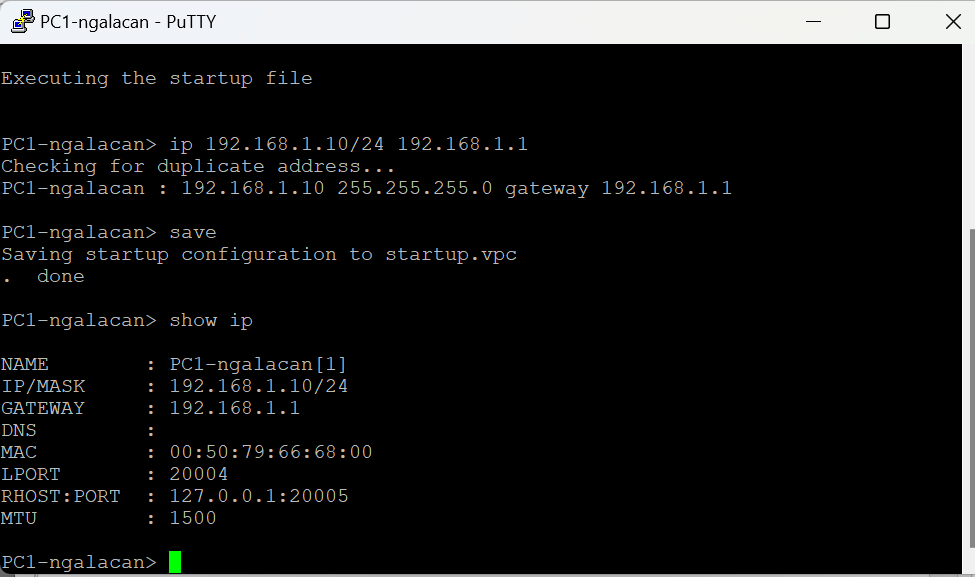 PC1-ngalacan - PuTTY
Executing the startup file
PC1-ngalacan> ip 192.168.1.10/24 192.168.1.1
Checking for duplicate address...
PC1-ngalacan : 192.168.1.10 255.255.255.0 gateway 192.168.1.1
PC1-ngalacan> save
Saving startup configuration to startup.vpc
.  done
PC1-ngalacan> show ip
NAME        : PC1-ngalacan[1]
IP/MASK     : 192.168.1.10/24
GATEWAY     : 192.168.1.1
DNS         :
MAC         : 00:50:79:66:68:00
LPORT       : 20004
RHOST:PORT  : 127.0.0.1:20005
MTU         : 1500
PC1-ngalacan>